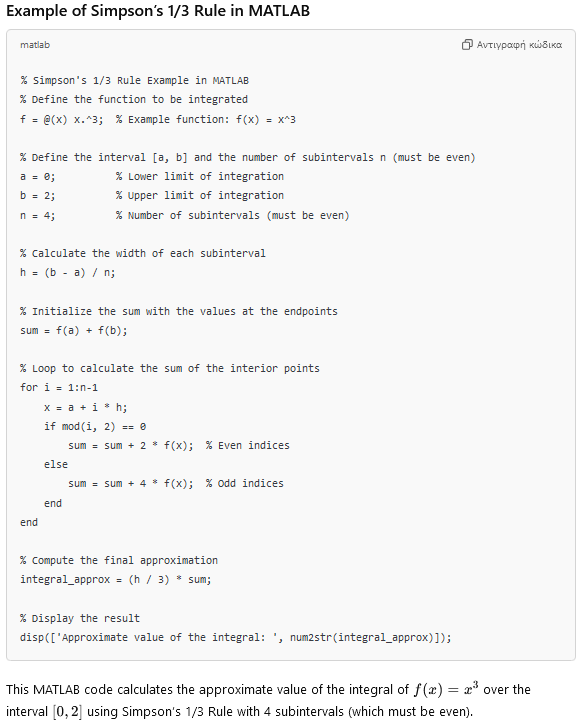 Example of Simpson's 1/3 Rule in MATLAB
matlab
Αντιγραφή κώδικα
% Simpson's 1/3 Rule Example in MATLAB
% Define the function to be integrated
f = @(x) x.^3;  % Example function: f(x) = x^3
% Define the interval [a, b] and the number of subintervals n (must be even)
a = 0;         % Lower limit of integration
b = 2;         % Upper limit of integration
n = 4;         % Number of subintervals (must be even)
% Calculate the width of each subinterval
h = (b - a) / n;
% Initialize the sum with the values at the endpoints
sum = f(a) + f(b);
% Loop to calculate the sum of the interior points
for i = 1:n-1
    x = a + i * h;
    if mod(i, 2) == 0
        sum = sum + 2 * f(x);  % Even indices
    else
        sum = sum + 4 * f(x);  % Odd indices
    end
end
% Compute the final approximation
integral_approx = (h / 3) * sum;
% Display the result
disp(['Approximate value of the integral: ', num2str(integral_approx)]);
This MATLAB code calculates the approximate value of the integral of f(x) = x³ over the
interval [0, 2] using Simpson's 1/3 Rule with 4 subintervals (which must be even).